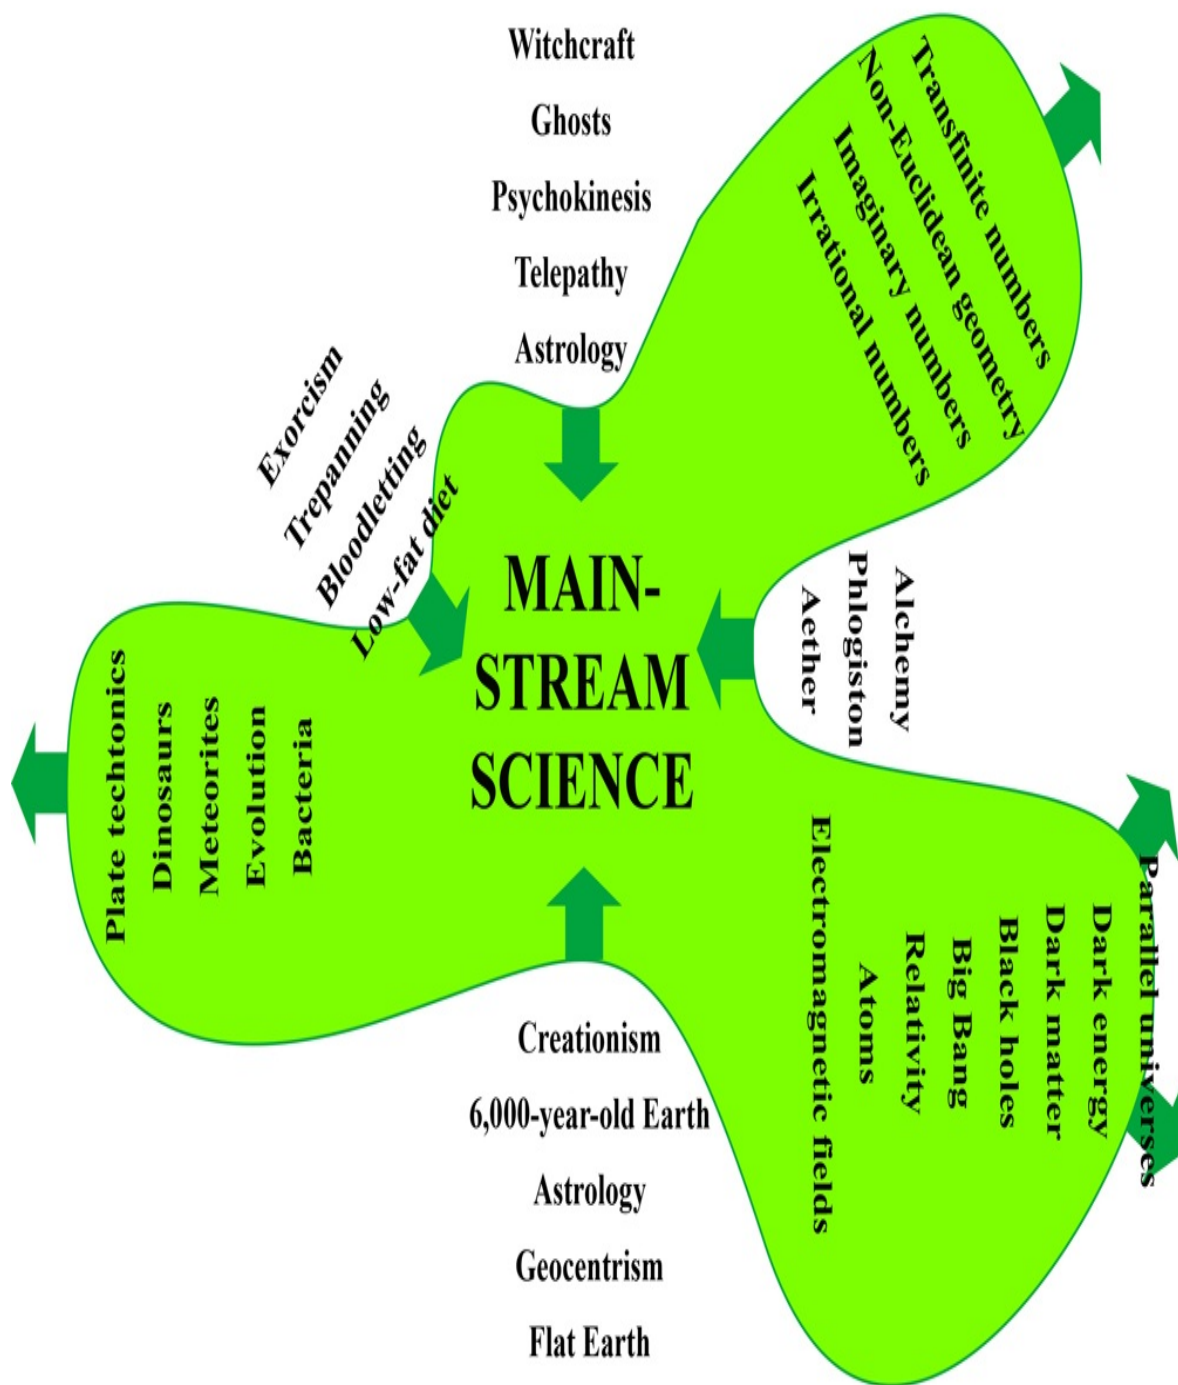 Witchcraft
Ghosts
Psychokinesis
Telepathy
Astrology
Transfinite numbers
Non-Euclidean geometry
Imaginary numbers
Irrational numbers
Exorcism
Trepanning
Bloodletting
Low-fat diet
MAIN-
STREAM
SCIENCE
Alchemy
Phlogiston
Aether
Plate techtonics
Dinosaurs
Meteorites
Evolution
Bacteria
Parallel universes
Dark energy
Dark matter
Black holes
Big Bang
Relativity
Atoms
Electromagnetic fields
Creationism
6,000-year-old Earth
Astrology
Geocentrism
Flat Earth